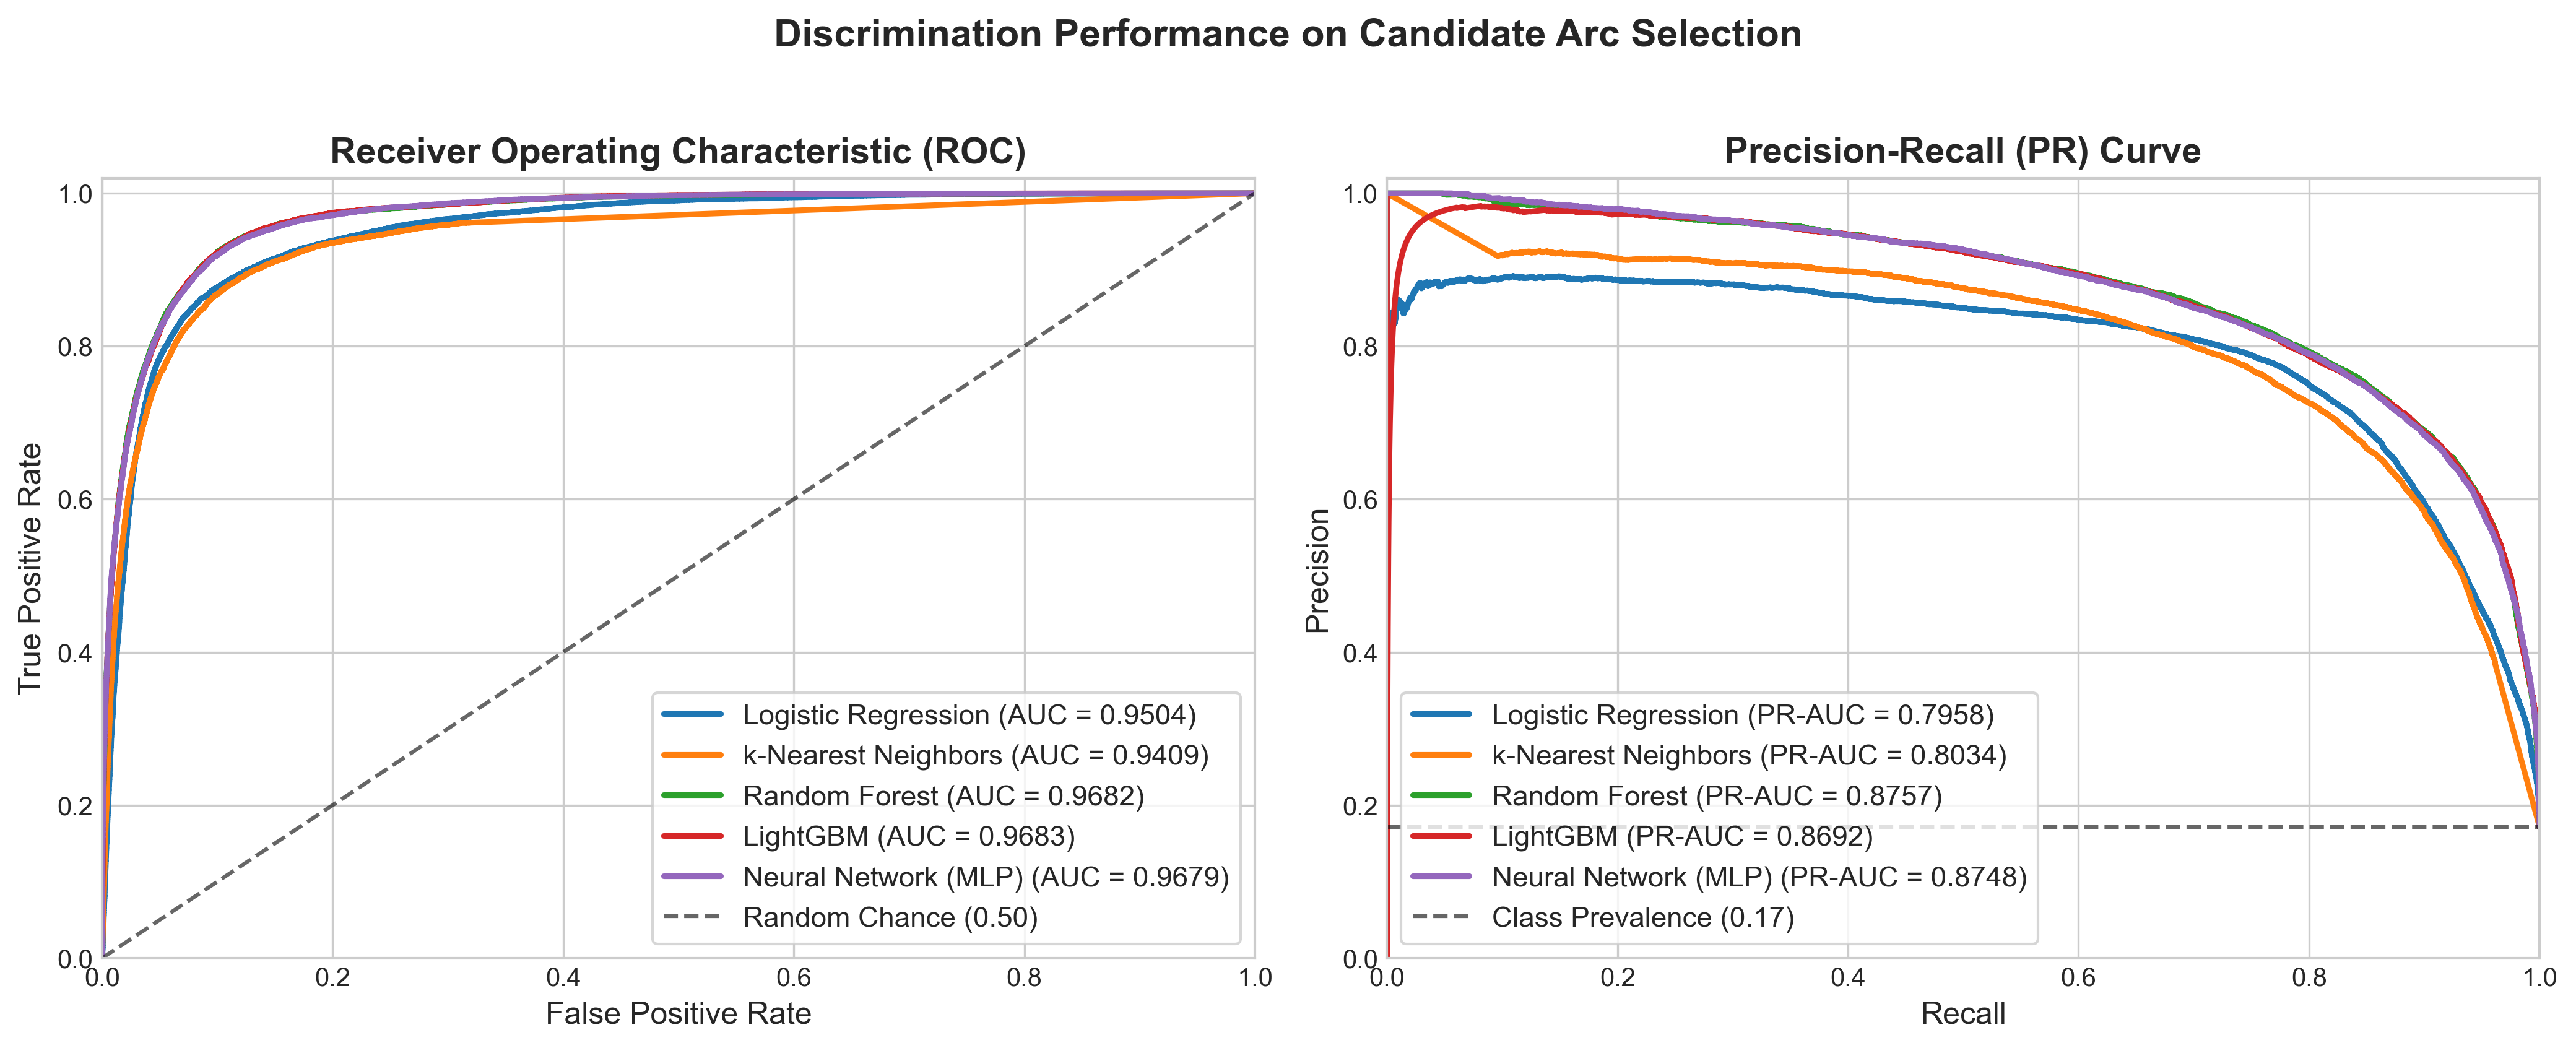 Discrimination Performance on Candidate Arc Selection
Receiver Operating Characteristic (ROC)
True Positive Rate
1.0
0.8
0.6
0.4
0.2
0.0
0.0 0.2 0.4 0.6 0.8 1.0
False Positive Rate
Logistic Regression (AUC = 0.9504)
k-Nearest Neighbors (AUC = 0.9409)
Random Forest (AUC = 0.9682)
LightGBM (AUC = 0.9683)
Neural Network (MLP) (AUC = 0.9679)
Random Chance (0.50)
Precision-Recall (PR) Curve
Precision
1.0
0.8
0.6
0.4
0.2
0.0
0.0 0.2 0.4 0.6 0.8 1.0
Recall
Logistic Regression (PR-AUC = 0.7958)
k-Nearest Neighbors (PR-AUC = 0.8034)
Random Forest (PR-AUC = 0.8757)
LightGBM (PR-AUC = 0.8692)
Neural Network (MLP) (PR-AUC = 0.8748)
Class Prevalence (0.17)